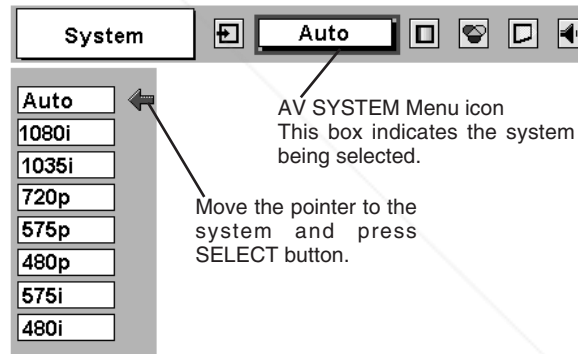 System
Auto
AV SYSTEM Menu icon
This box indicates the system
being selected.
Auto
1080i
1035i
720p
575p
480p
575i
480i
Move the pointer to the
system and press
SELECT button.